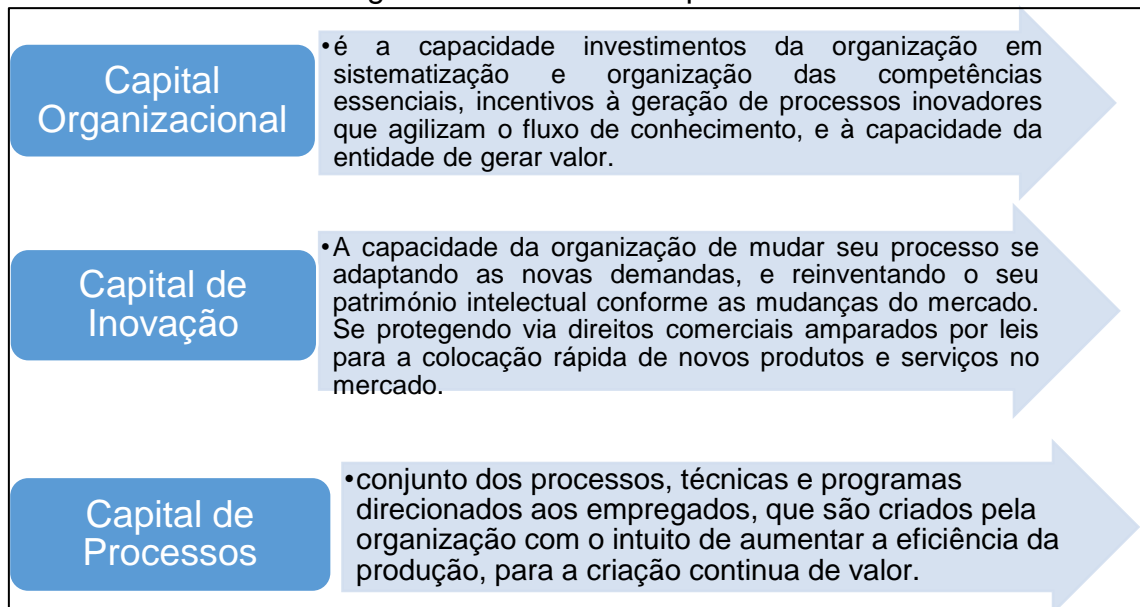 Capital
Organizacional
•é a capacidade investimentos da organização em
sistematização e organização das competências
essenciais, incentivos à geração de processos inovadores
que agilizam o fluxo de conhecimento, e à capacidade da
entidade de gerar valor.
Capital de
Inovação
•A capacidade da organização de mudar seu processo se
adaptando as novas demandas, e reinventando o seu
património intelectual conforme as mudanças do mercado.
Se protegendo via direitos comerciais amparados por leis
para a colocação rápida de novos produtos e serviços no
mercado.
Capital de
Processos
•conjunto dos processos, técnicas e programas
direcionados aos empregados, que são criados pela
organização com o intuito de aumentar a eficiência da
produção, para a criação continua de valor.